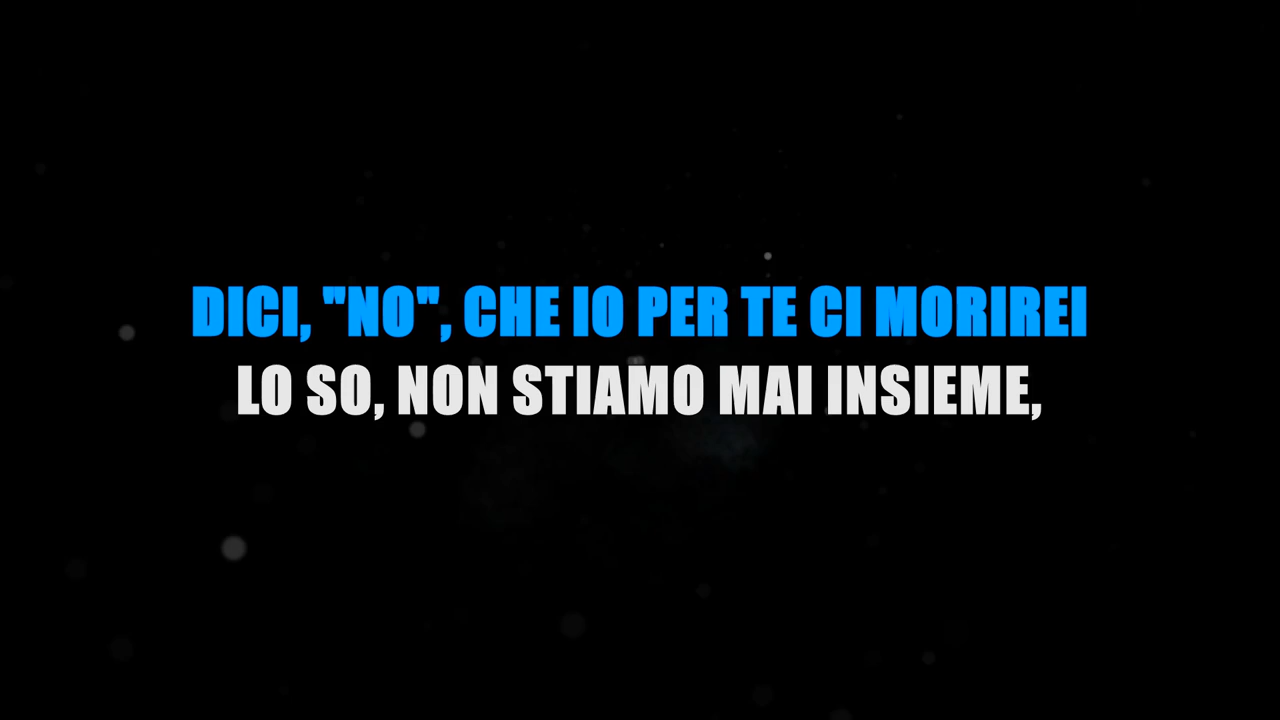 DICI, "NO", CHE IO PER TE CI MORIREI
LO SO, NON STIAMO MAI INSIEME,